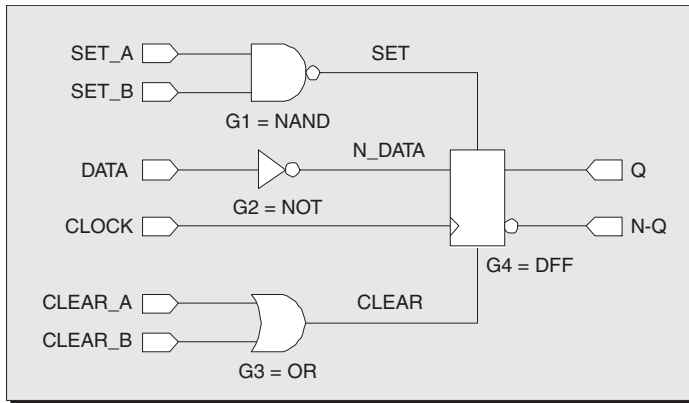 SET_A
SET
SET_B
G1 = NAND
N_DATA
DATA
Q
G2 = NOT
CLOCK
N-Q
G4 = DFF
CLEAR_A
CLEAR
CLEAR_B
G3 = OR